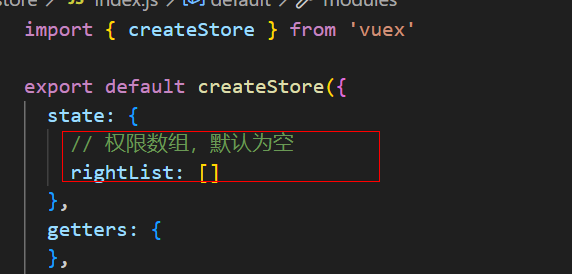 store > JS index.js > default > modules
import { createStore } from 'vuex'
export default createStore({
state: {
// 权限数组，默认为空
rightList: []
},
getters: {
},